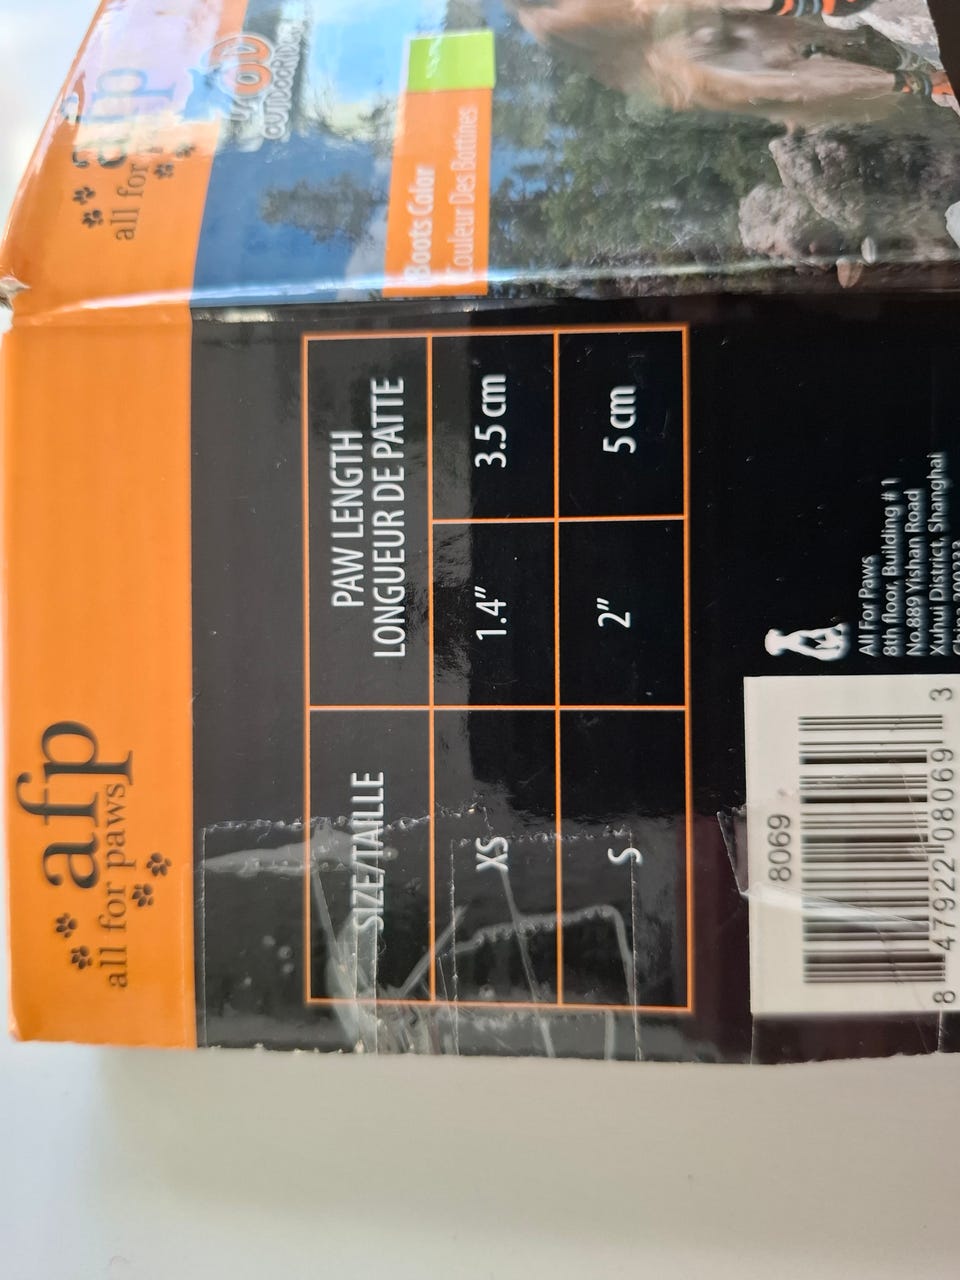 afp
all for paws
SIZE/TAILLE
PAW LENGTH
LONGUEUR DE PATTE
XS
1.4”
3.5 cm
S
2”
5 cm
8069
8 47922 08069 3
All For Paws
8th floor, Building # 1
No.889 Yishan Road
Xuhui District, Shanghai
China 200233
afp
all for
OUTDOOR
Boots Color
Couleur Des Bottines